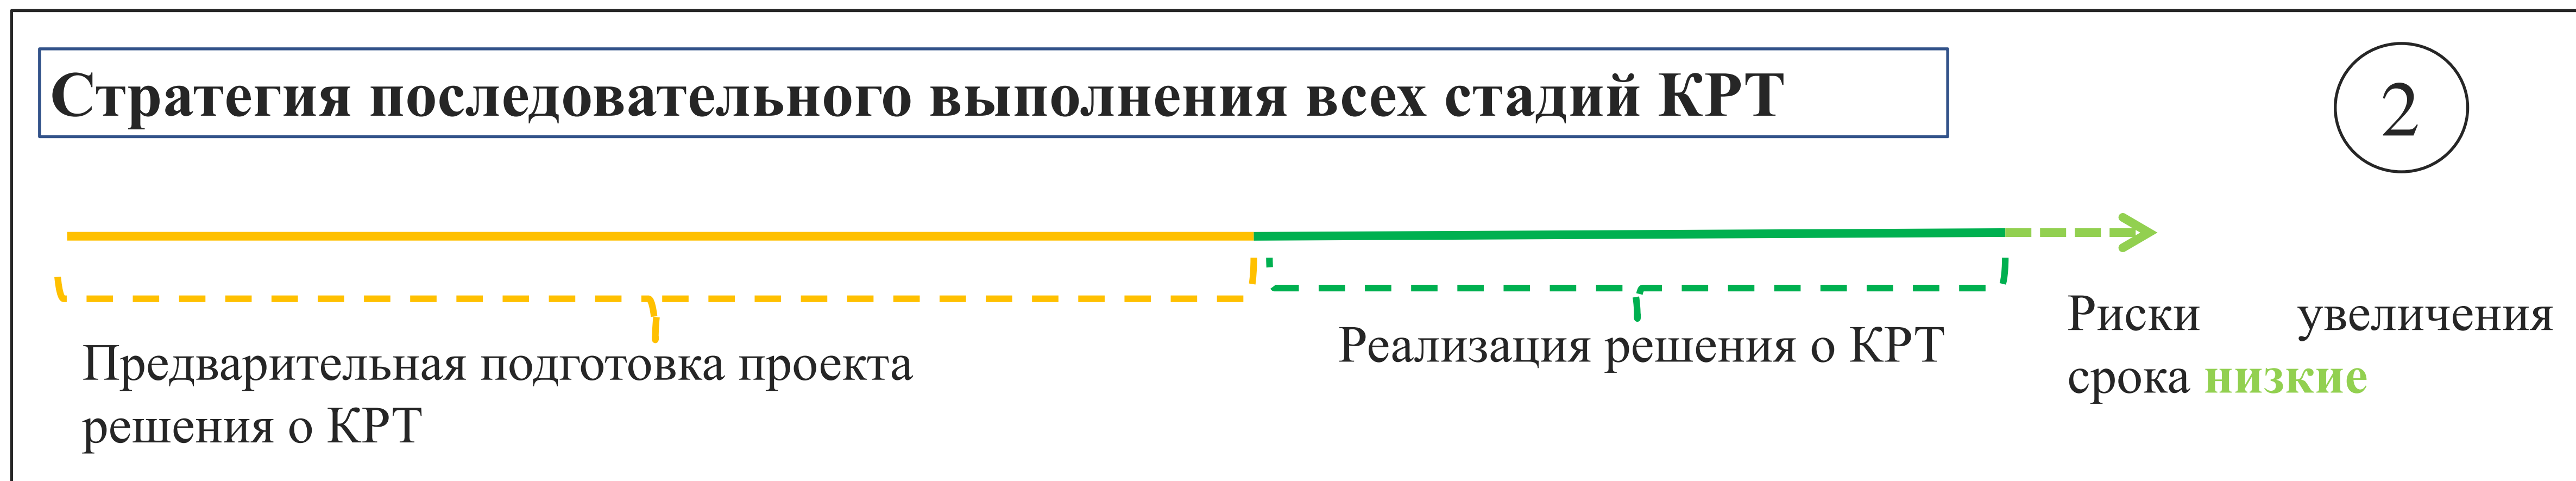 Стратегия последовательного выполнения всех стадий КРТ
2
Предварительная подготовка проекта
решения о КРТ
Реализация решения о КРТ
Риски увеличения
срока низкие